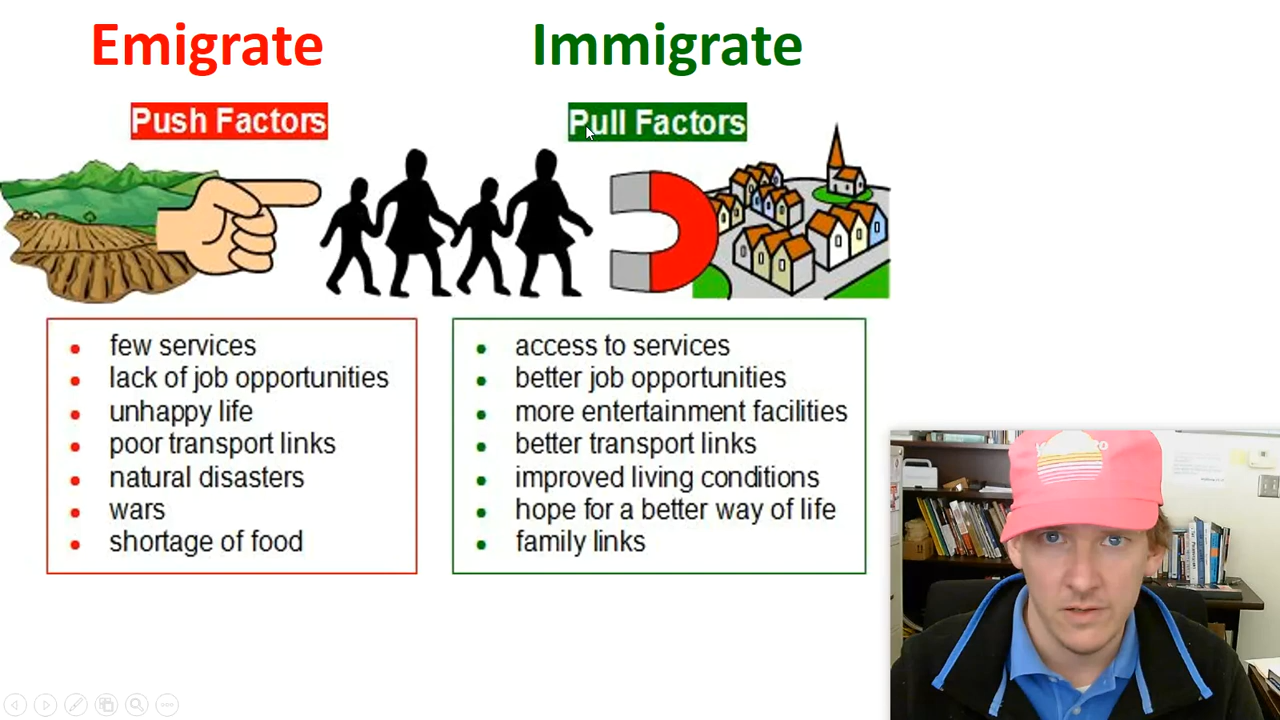 Emigrate
Immigrate
Push Factors
Pull Factors
few services
lack of job opportunities
unhappy life
poor transport links
natural disasters
wars
shortage of food
access to services
better job opportunities
more entertainment facilities
better transport links
improved living conditions
hope for a better way of life
family links